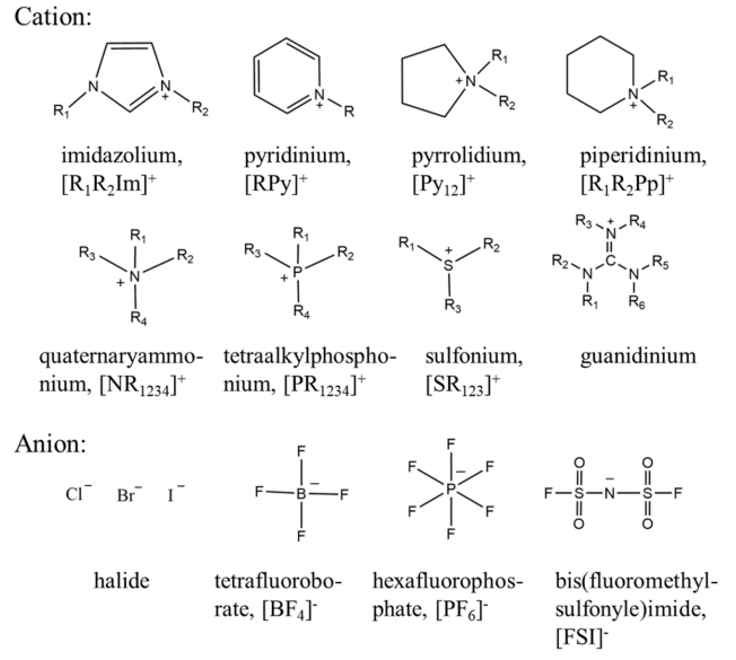 Cation:
N
R₁
N
+
R₂
N
+
R
+
N
R₁
R₂
N
+
R₁
R₂
imidazolium, pyridinium, pyrrolidium, piperidinium,
[R₁R₂Im]⁺ [RPy]⁺ [Py₁₂]⁺ [R₁R₂Pp]⁺
R₁
R₃
R₂
N
+
R₄
R₁
R₃
R₂
P
+
R₄
R₁
+
R₂
S
R₃
R₃
+
N
R₄
R₂
C
R₅
N
N
R₁
R₆
quaternaryammo- tetraalkylphospho- sulfonium, guanidinium
nium, [NR₁₂₃₄]⁺ nium, [PR₁₂₃₄]⁺ [SR₁₂₃]⁺
Anion:
Cl⁻ Br⁻ I⁻
F
F B⁻ F
F
F
F F
P⁻
F F
F
O O
F S N⁻ S F
O O
halide tetrafluorobo- hexafluorophos- bis(fluoromethyl-
rate, [BF₄]⁻ phate, [PF₆]⁻ sulfonyle)imide,
[FSI]⁻